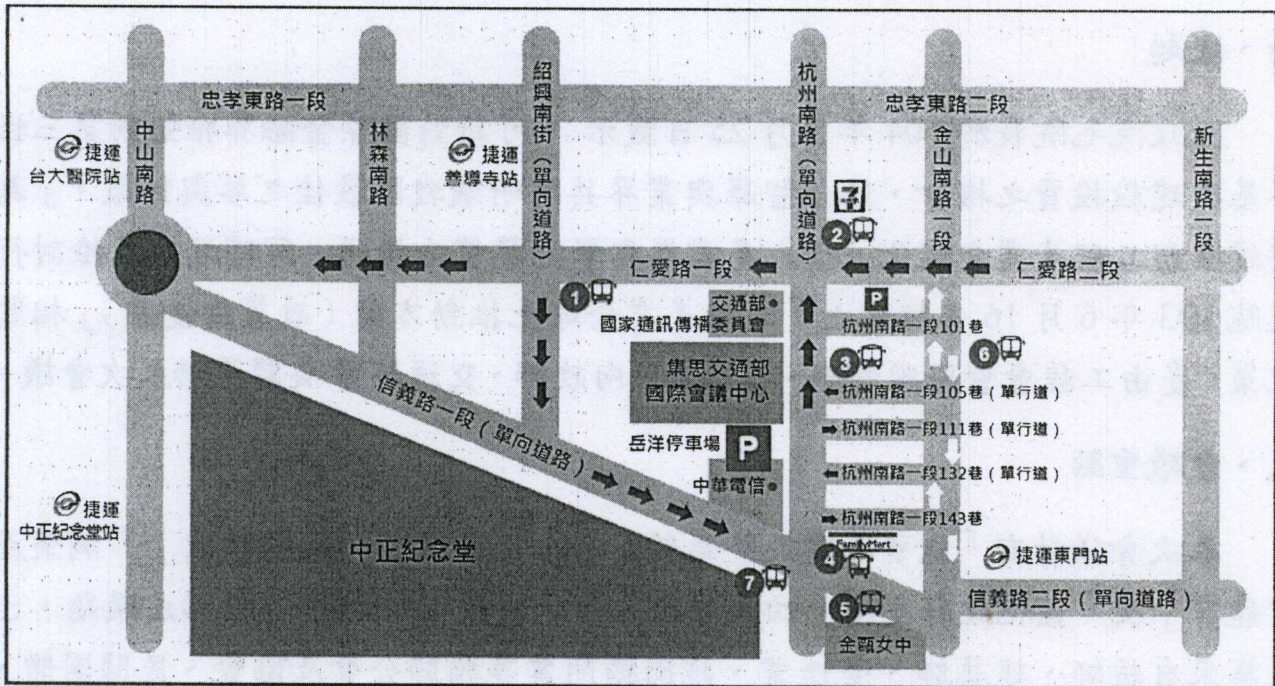 忠孝東路一段
忠孝東路二段
中山南路
林森南路
紹興南街（單向道路）
杭州南路（單向道路）
金山南路一段
新生南路一段
捷運
台大醫院站
捷運
善導寺站
7
2
仁愛路一段
仁愛路二段
1
交通部
國家通訊傳播委員會
P
杭州南路一段101巷
3
6
集思交通部
國際會議中心
杭州南路一段105巷（單行道）
信義路一段（單向道路）
岳洋停車場
P
杭州南路一段111巷（單行道）
中華電信
杭州南路一段132巷（單行道）
捷運
中正紀念堂站
杭州南路一段143巷
FamilyMart
中正紀念堂
7
4
捷運東門站
5
信義路二段（單向道路）
金甌女中